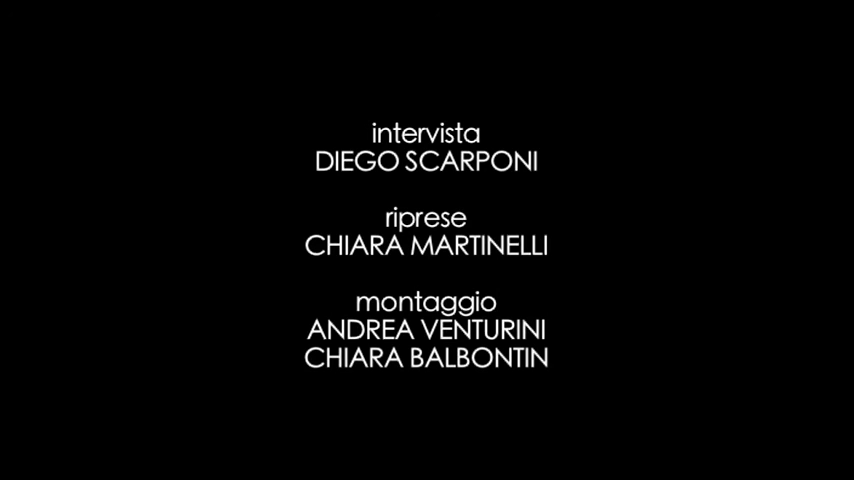 intervista
DIEGO SCARPONI
riprese
CHIARA MARTINELLI
montaggio
ANDREA VENTURINI
CHIARA BALBONTIN